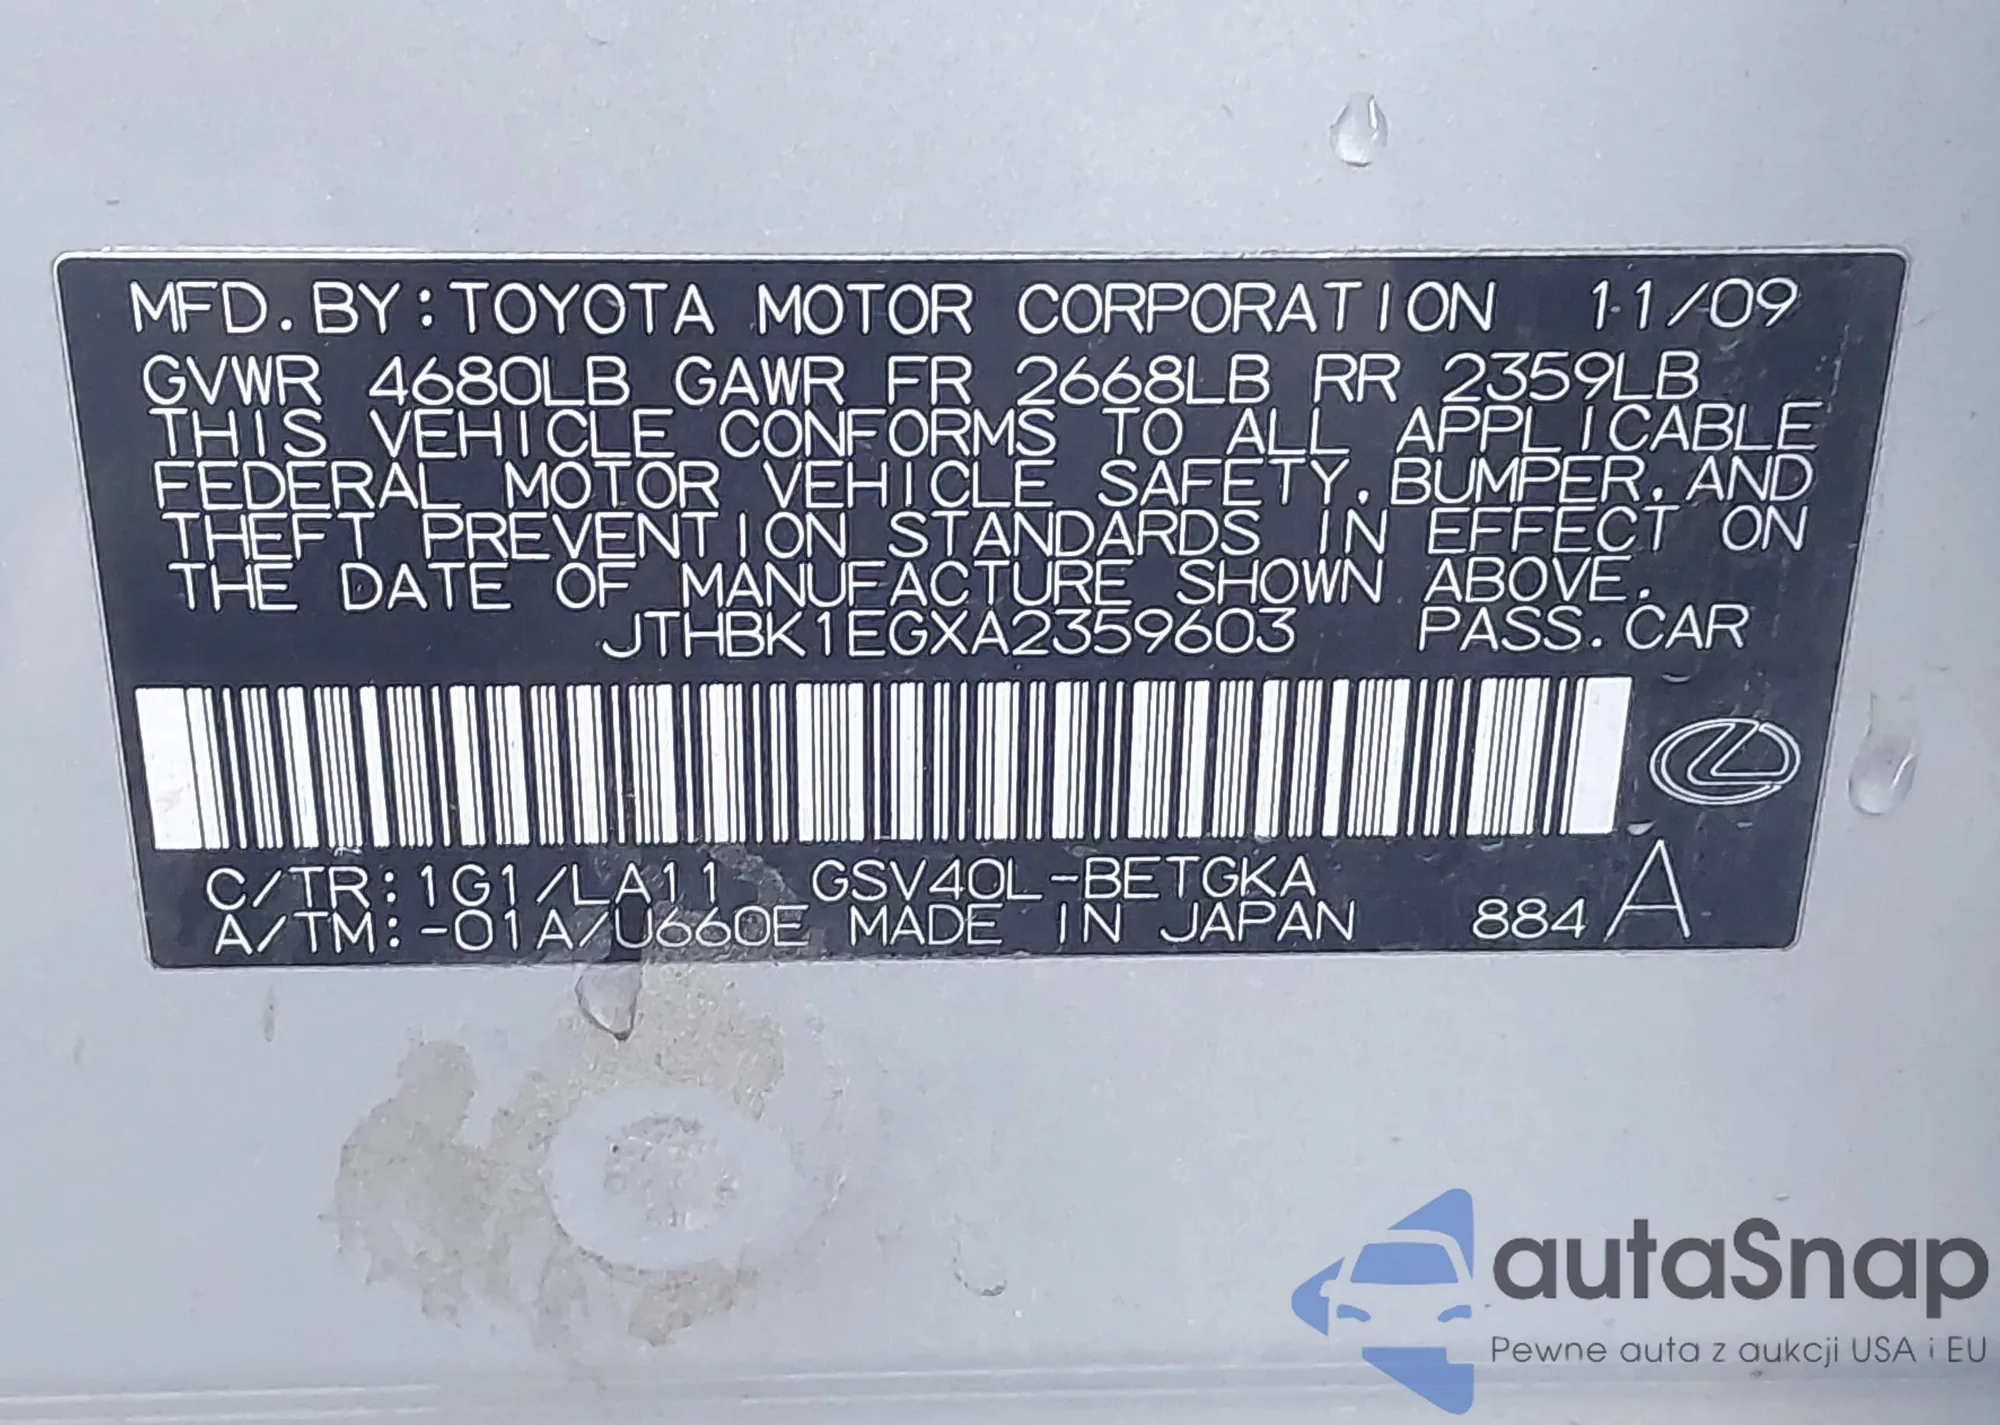 MFD. BY: TOYOTA MOTOR CORPORATION 11/09
GVWR 4680LB GAWR FR 2668LB RR 2359LB
THIS VEHICLE CONFORMS TO ALL APPLICABLE
FEDERAL MOTOR VEHICLE SAFETY, BUMPER, AND
THEFT PREVENTION STANDARDS IN EFFECT ON
THE DATE OF MANUFACTURE SHOWN ABOVE.
JTHBK1EGXA2359603 PASS. CAR
C/TR: 1G1/LA11 GSV40L-BETGKA
A/TM: -01A/U660E MADE IN JAPAN 884 A
autaSnap
Pewne auta z aukcji USA i EU